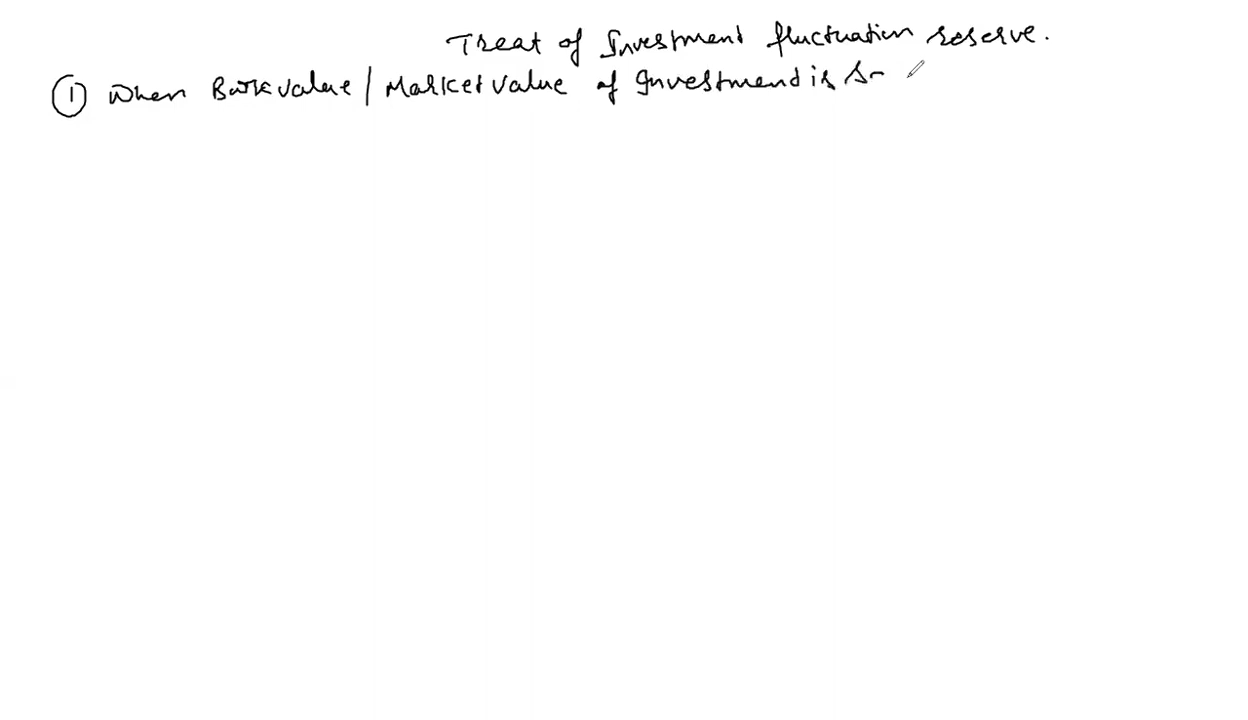 Treat of Investment fluctuation reserve.
① When Book value / Market value of Investment is